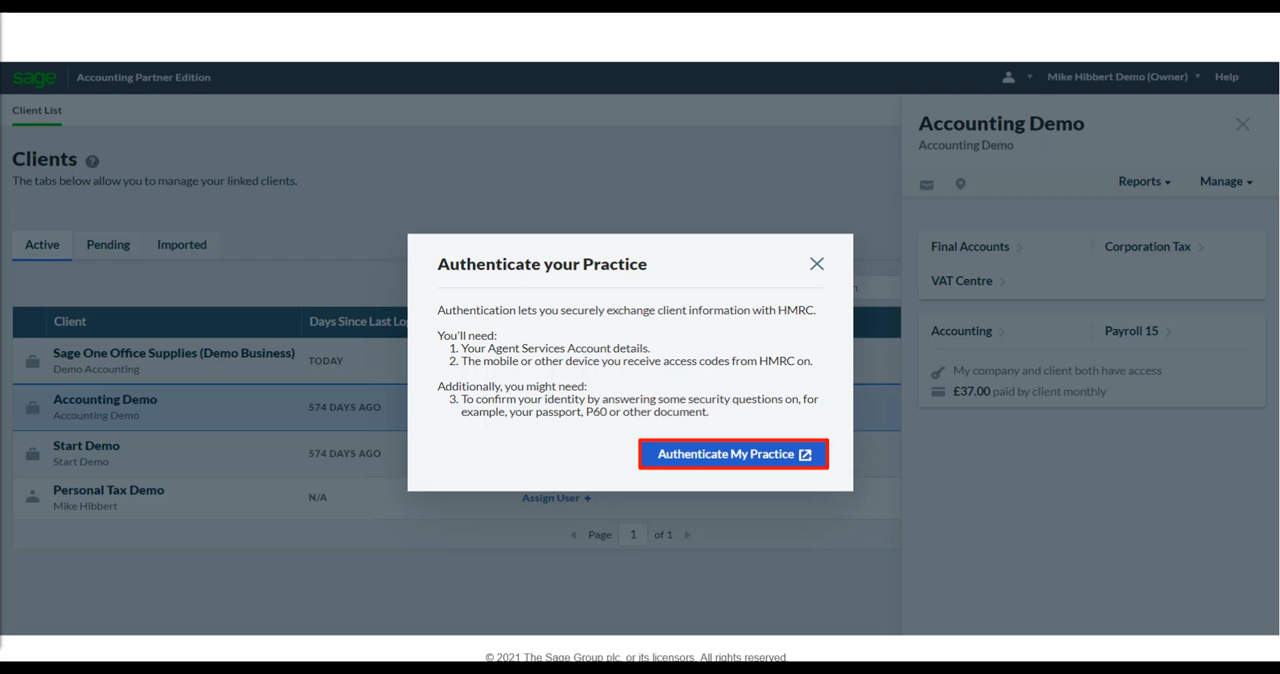 sage Accounting Partner Edition Mike Hibbert Demo (Owner) Help
Client List
Clients
The tabs below allow you to manage your linked clients.
Active Pending Imported
Client Days Since Last
Sage One Office Supplies (Demo Business) TODAY
Demo Accounting
Accounting Demo 574 DAYS AGO
Accounting Demo
Start Demo 574 DAYS AGO
Start Demo
Personal Tax Demo N/A Assign User +
Mike Hibbert
Page 1 of 1
Authenticate your Practice
Authentication lets you securely exchange client information with HMRC.
You'll need:
1. Your Agent Services Account details.
2. The mobile or other device you receive access codes from HMRC on.
Additionally, you might need:
3. To confirm your identity by answering some security questions on, for
example, your passport, P60 or other document.
Authenticate My Practice
Accounting Demo
Accounting Demo
Reports Manage
Final Accounts Corporation Tax
VAT Centre
Accounting Payroll 15
My company and client both have access
£37.00 paid by client monthly
© 2021 The Sage Group plc. or its licensors. All rights reserved.